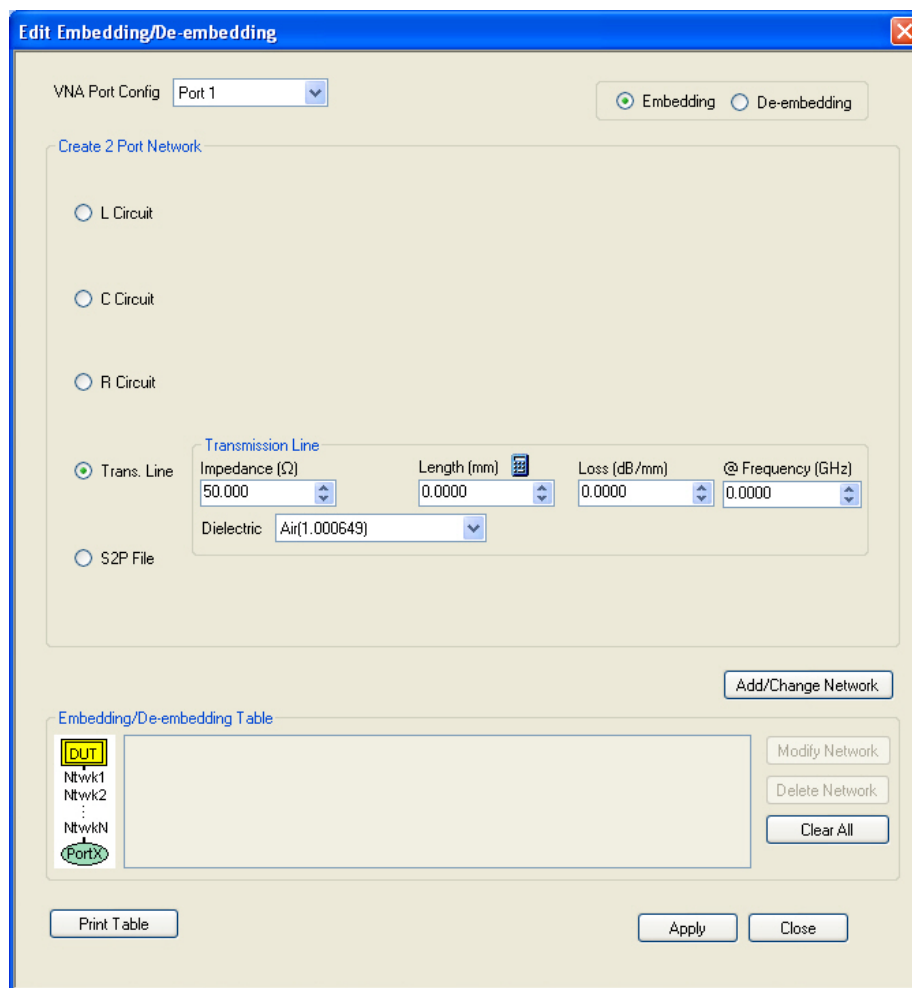 Edit Embedding/De-embedding
VNA Port Config Port 1
Embedding De-embedding
Create 2 Port Network
L Circuit
C Circuit
R Circuit
Trans. Line
Transmission Line
Impedance (Ω) Length (mm) Loss (dB/mm) @ Frequency (GHz)
50.000 0.0000 0.0000 0.0000
Dielectric Air(1.000649)
S2P File
Add/Change Network
Embedding/De-embedding Table
DUT
Ntwk1
Ntwk2
⋮
NtwkN
PortX
Modify Network
Delete Network
Clear All
Print Table Apply Close